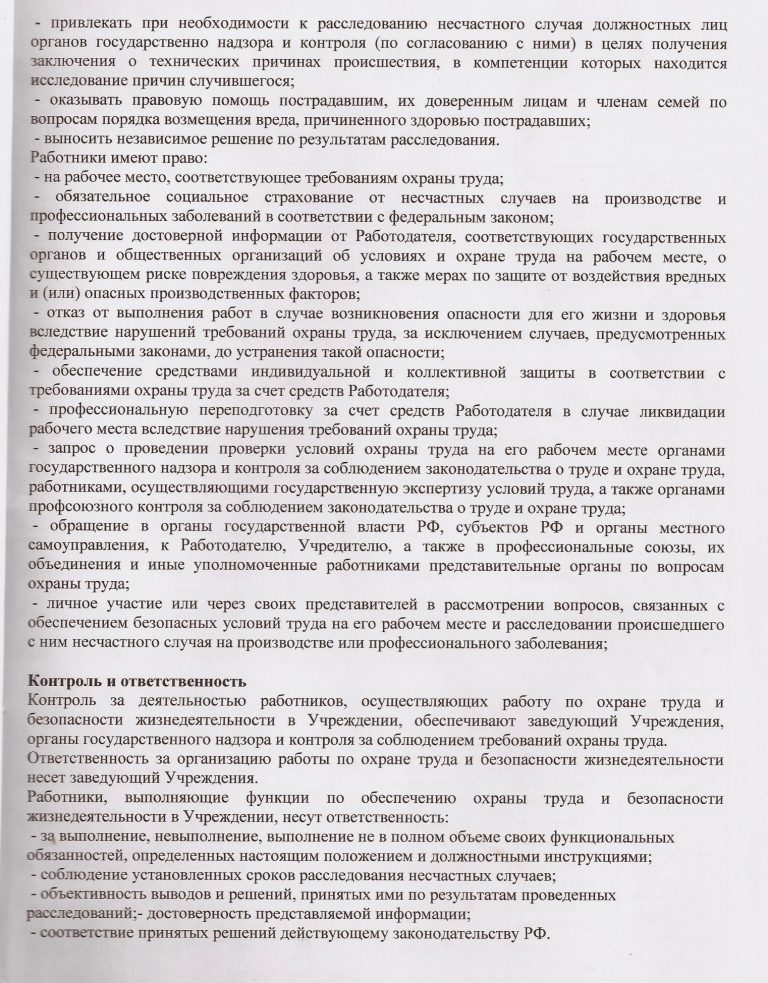 - привлекать при необходимости к расследованию несчастного случая должностных лиц
органов государственно надзора и контроля (по согласованию с ними) в целях получения
заключения о технических причинах происшествия, в компетенции которых находится
исследование причин случившегося;
- оказывать правовую помощь пострадавшим, их доверенным лицам и членам семей по
вопросам порядка возмещения вреда, причиненного здоровью пострадавших;
- выносить независимое решение по результатам расследования.
Работники имеют право:
- на рабочее место, соответствующее требованиям охраны труда;
- обязательное социальное страхование от несчастных случаев на производстве и
профессиональных заболеваний в соответствии с федеральным законом;
- получение достоверной информации от Работодателя, соответствующих государственных
органов и общественных организаций об условиях и охране труда на рабочем месте, о
существующем риске повреждения здоровья, а также мерах по защите от воздействия вредных
и (или) опасных производственных факторов;
- отказ от выполнения работ в случае возникновения опасности для его жизни и здоровья
вследствие нарушений требований охраны труда, за исключением случаев, предусмотренных
федеральными законами, до устранения такой опасности;
- обеспечение средствами индивидуальной и коллективной защиты в соответствии с
требованиями охраны труда за счет средств Работодателя;
- профессиональную переподготовку за счет средств Работодателя в случае ликвидации
рабочего места вследствие нарушения требований охраны труда;
- запрос о проведении проверки условий охраны труда на его рабочем месте органами
государственного надзора и контроля за соблюдением законодательства о труде и охране труда,
работниками, осуществляющими государственную экспертизу условий труда, а также органами
профсоюзного контроля за соблюдением законодательства о труде и охране труда;
- обращение в органы государственной власти РФ, субъектов РФ и органы местного
самоуправления, к Работодателю, Учредителю, а также в профессиональные союзы, их
объединения и иные уполномоченные работниками представительные органы по вопросам
охраны труда;
- личное участие или через своих представителей в рассмотрении вопросов, связанных с
обеспечением безопасных условий труда на его рабочем месте и расследовании происшедшего
с ним несчастного случая на производстве или профессионального заболевания;
Контроль и ответственность
Контроль за деятельностью работников, осуществляющих работу по охране труда и
безопасности жизнедеятельности в Учреждении, обеспечивают заведующий Учреждения,
органы государственного надзора и контроля за соблюдением требований охраны труда.
Ответственность за организацию работы по охране труда и безопасности жизнедеятельности
несет заведующий Учреждения.
Работники, выполняющие функции по обеспечению охраны труда и безопасности
жизнедеятельности в Учреждении, несут ответственность:
- за выполнение, невыполнение, выполнение не в полном объеме своих функциональных
обязанностей, определенных настоящим положением и должностными инструкциями;
- соблюдение установленных сроков расследования несчастных случаев;
- объективность выводов и решений, принятых ими по результатам проведенных
расследований;- достоверность представляемой информации;
- соответствие принятых решений действующему законодательству РФ.